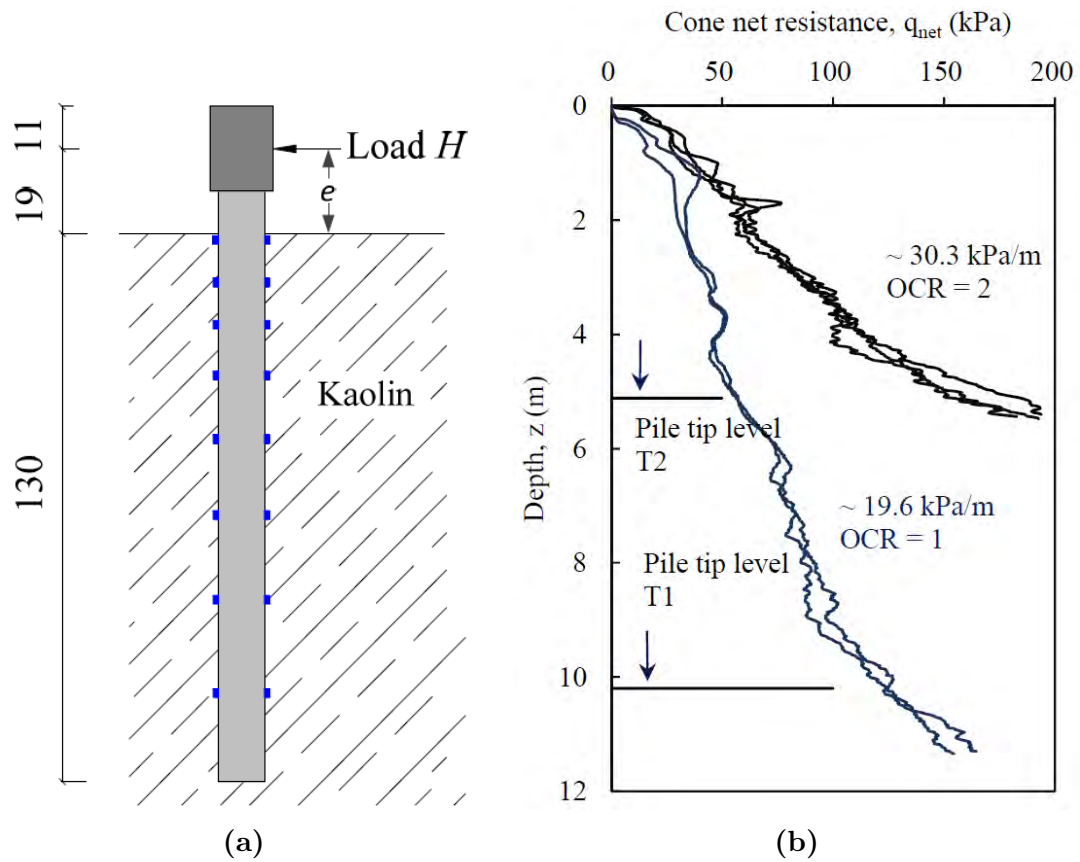 11
19
130
Load H
e
Kaolin
(a)
Cone net resistance, qnet (kPa)
0 50 100 150 200
0
2
4
6
8
10
12
Depth, z (m)
~ 30.3 kPa/m
OCR = 2
Pile tip level
T2
~ 19.6 kPa/m
OCR = 1
Pile tip level
T1
(b)